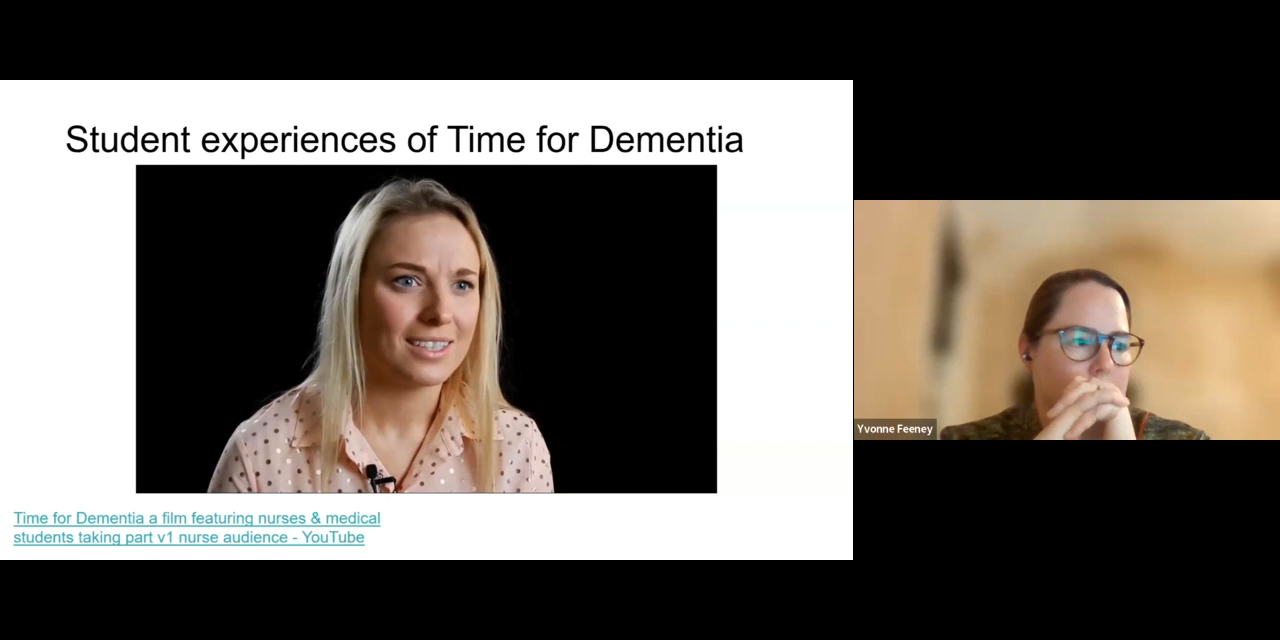 Student experiences of Time for Dementia
Time for Dementia a film featuring nurses & medical
students taking part v1 nurse audience - YouTube
Yvonne Feeney